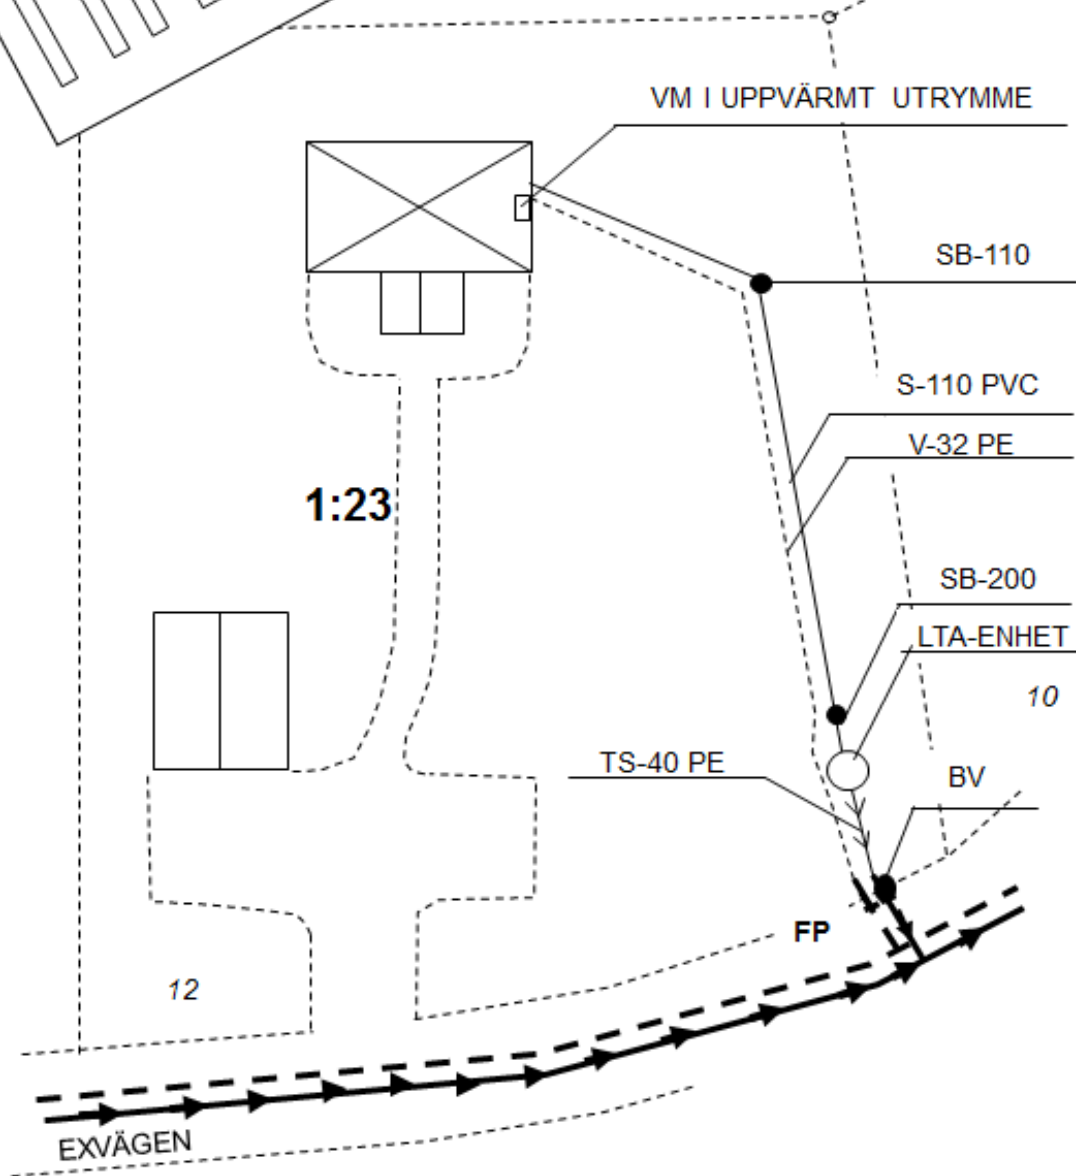 VM I UPPVÄRMT UTRYMME
SB-110
S-110 PVC
V-32 PE
1:23
SB-200
LTA-ENHET
10
TS-40 PE
BV
FP
12
EXVÄGEN